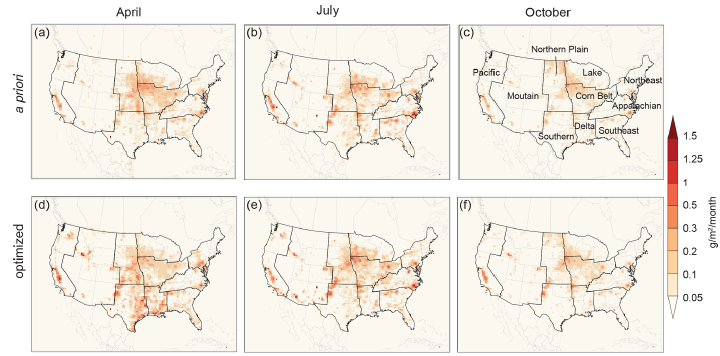 April July October
a priori
(a) (b) (c)
Northern Plain
Pacific Lake
Northeast
Moutain Corn Belt
Appalachian
Delta
Southern Southeast
optimized
(d) (e) (f)
1.5
1.25
1
0.5
0.3
0.2
0.1
0.05
g/m²/month